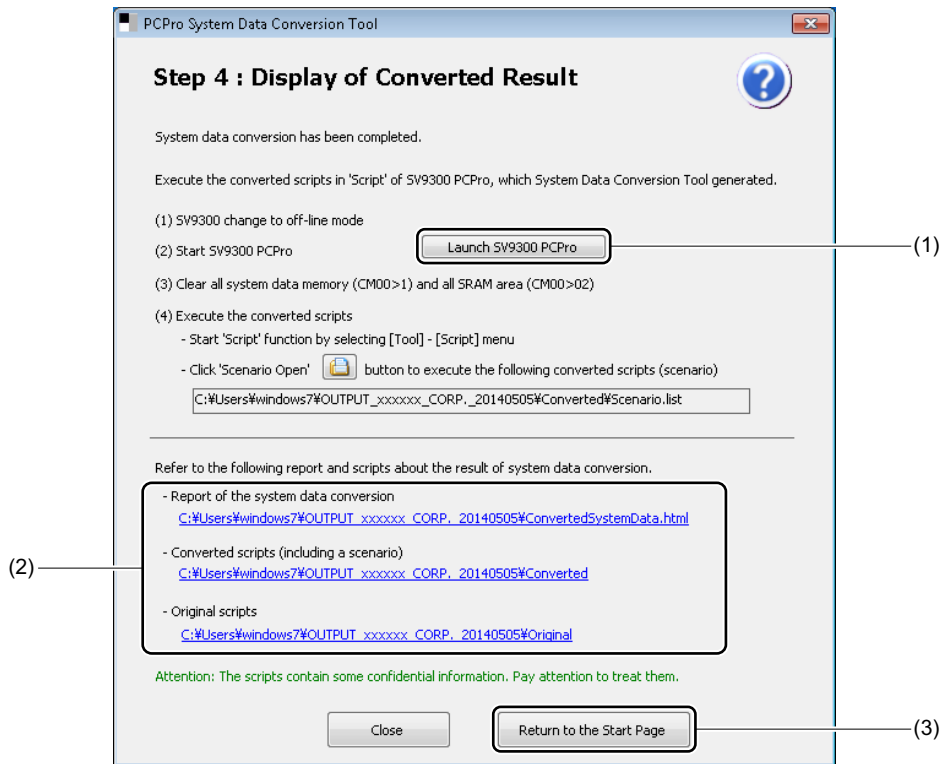 PCPro System Data Conversion Tool
Step 4 : Display of Converted Result
System data conversion has been completed.
Execute the converted scripts in 'Script' of SV9300 PCPro, which System Data Conversion Tool generated.
(1) SV9300 change to off-line mode
(2) Start SV9300 PCPro Launch SV9300 PCPro (1)
(3) Clear all system data memory (CM00>1) and all SRAM area (CM00>02)
(4) Execute the converted scripts
- Start 'Script' function by selecting [Tool] - [Script] menu
- Click 'Scenario Open' button to execute the following converted scripts (scenario)
C:¥Users¥windows7¥OUTPUT_xxxxxx_CORP._20140505¥Converted¥Scenario.list
Refer to the following report and scripts about the result of system data conversion.
- Report of the system data conversion
C:¥Users¥windows7¥OUTPUT_xxxxxx_CORP._20140505¥ConvertedSystemData.html
(2)
- Converted scripts (including a scenario)
C:¥Users¥windows7¥OUTPUT_xxxxxx_CORP._20140505¥Converted
- Original scripts
C:¥Users¥windows7¥OUTPUT_xxxxxx_CORP._20140505¥Original
Attention: The scripts contain some confidential information. Pay attention to treat them.
Close Return to the Start Page (3)